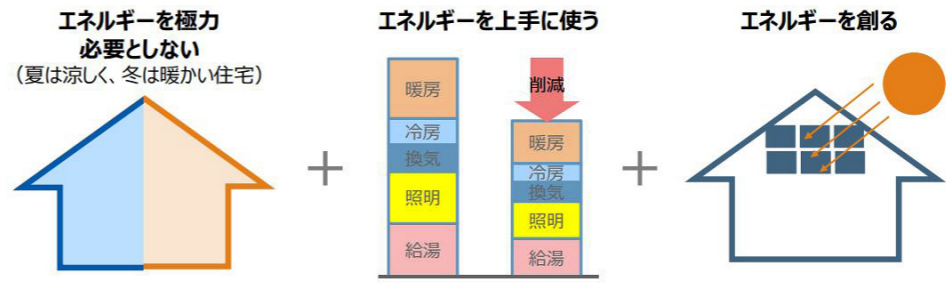 エネルギーを極力
必要としない
（夏は涼しく、冬は暖かい住宅）
エネルギーを上手に使う
暖房
冷房
換気
照明
給湯
削減
暖房
冷房
換気
照明
給湯
エネルギーを創る